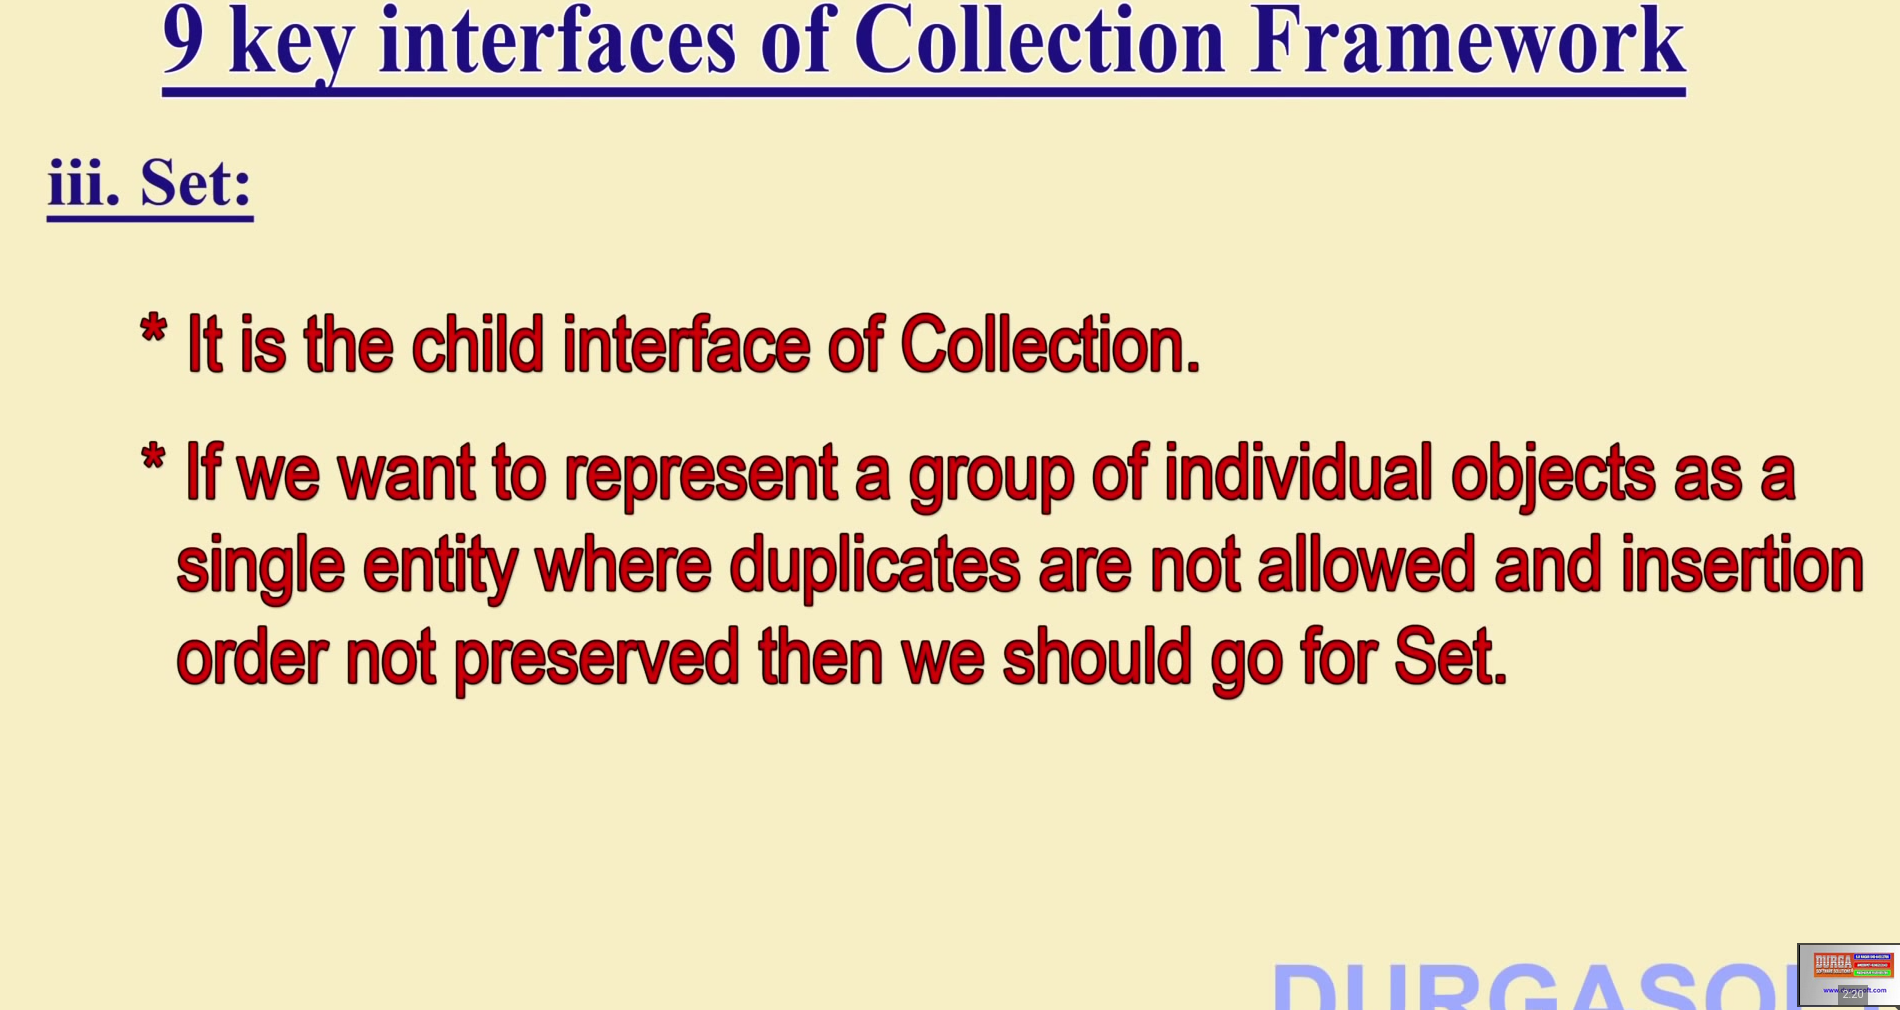 9 key interfaces of Collection Framework
iii. Set:
* It is the child interface of Collection.
* If we want to represent a group of individual objects as a
single entity where duplicates are not allowed and insertion
order not preserved then we should go for Set.
DURGASO
DURGA
2:20